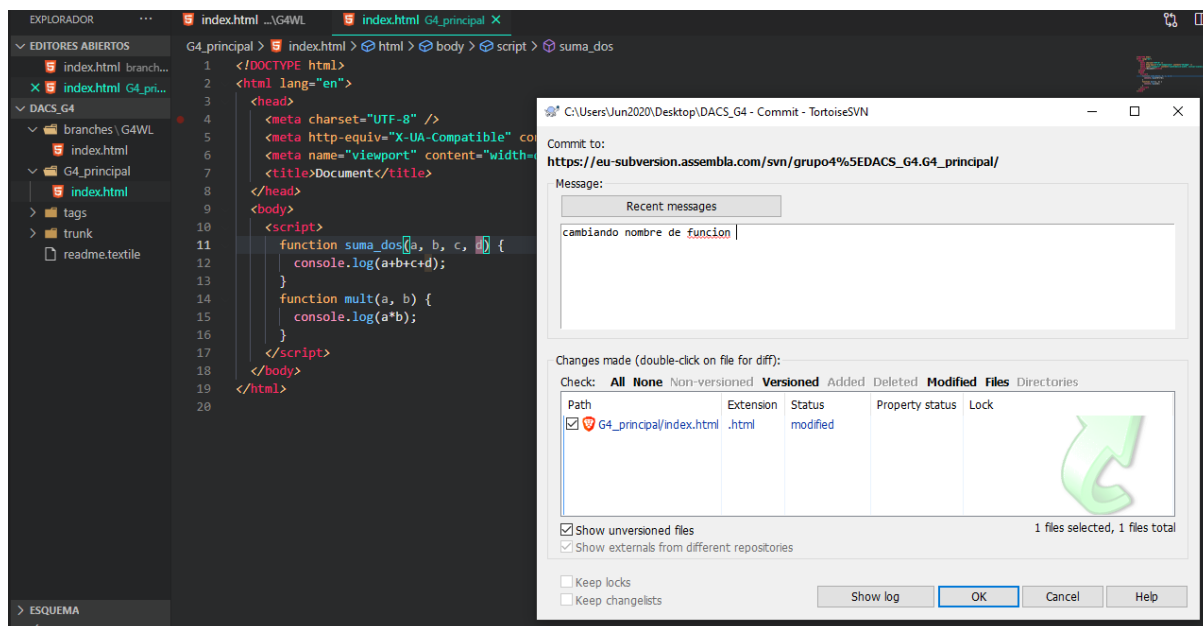 EXPLORADOR ···
index.html ...\G4WL
index.html G4_principal ×
EDITORES ABIERTOS
index.html branch...
× index.html G4_pri...
DACS_G4
branches\G4WL
index.html
G4_principal
index.html
tags
trunk
readme.textile
ESQUEMA
G4_principal > index.html > html > body > script > suma_dos
1 <!DOCTYPE html>
2 <html lang="en">
3 <head>
4 <meta charset="UTF-8" />
5 <meta http-equiv="X-UA-Compatible" co
6 <meta name="viewport" content="width=
7 <title>Document</title>
8 </head>
9 <body>
10 <script>
11 function suma_dos(a, b, c, d) {
12 console.log(a+b+c+d);
13 }
14 function mult(a, b) {
15 console.log(a*b);
16 }
17 </script>
18 </body>
19 </html>
20
C:\Users\Jun2020\Desktop\DACS_G4 - Commit - TortoiseSVN
Commit to:
https://eu-subversion.assembla.com/svn/grupo4%5EDACS_G4.G4_principal/
Message:
Recent messages
cambiando nombre de funcion
Changes made (double-click on file for diff):
Check: All None Non-versioned Versioned Added Deleted Modified Files Directories
Path Extension Status Property status Lock
G4_principal/index.html .html modified
Show unversioned files 1 files selected, 1 files total
Show externals from different repositories
Keep locks
Keep changelists
Show log OK Cancel Help